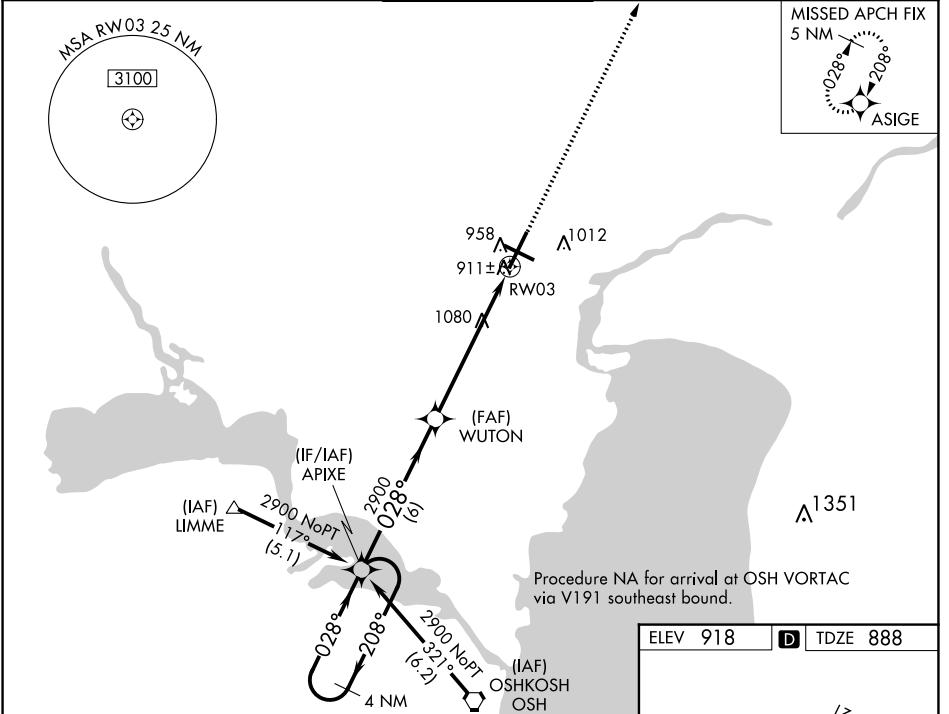 MSA RW03 25 NM
3100
MISSED APCH FIX
5 NM
028°
208°
ASIGE
958
1012
911±
RW03
1080
(FAF)
WUTON
(IF/IAF)
APIXE
2900
028°
(6)
(IAF)
LIMME
2900 NoPT
117°
(5.1)
1351
Procedure NA for arrival at OSH VORTAC
via V191 southeast bound.
028°
208°
4 NM
2900 NoPT
321°
(6.2)
(IAF)
OSHKOSH
OSH
ELEV 918 D TDZE 888